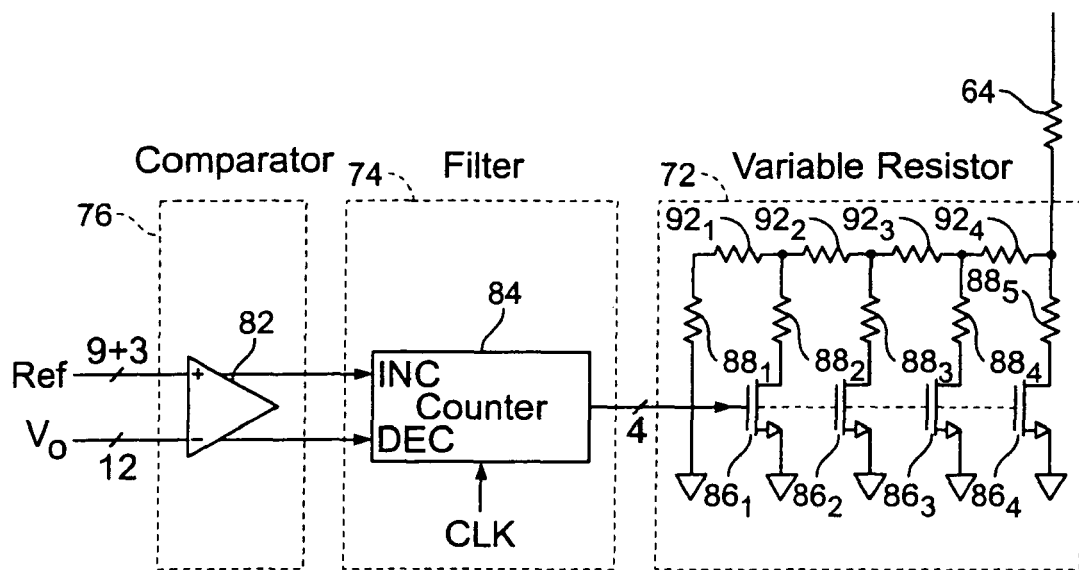 64
Comparator
Filter
Variable Resistor
76
74
72
92₁
92₂
92₃
92₄
88₅
84
82
Ref
9+3
+
INC
Counter
DEC
88₁
88₂
88₃
88₄
4
Vₒ
12
−
86₁
86₂
86₃
86₄
CLK